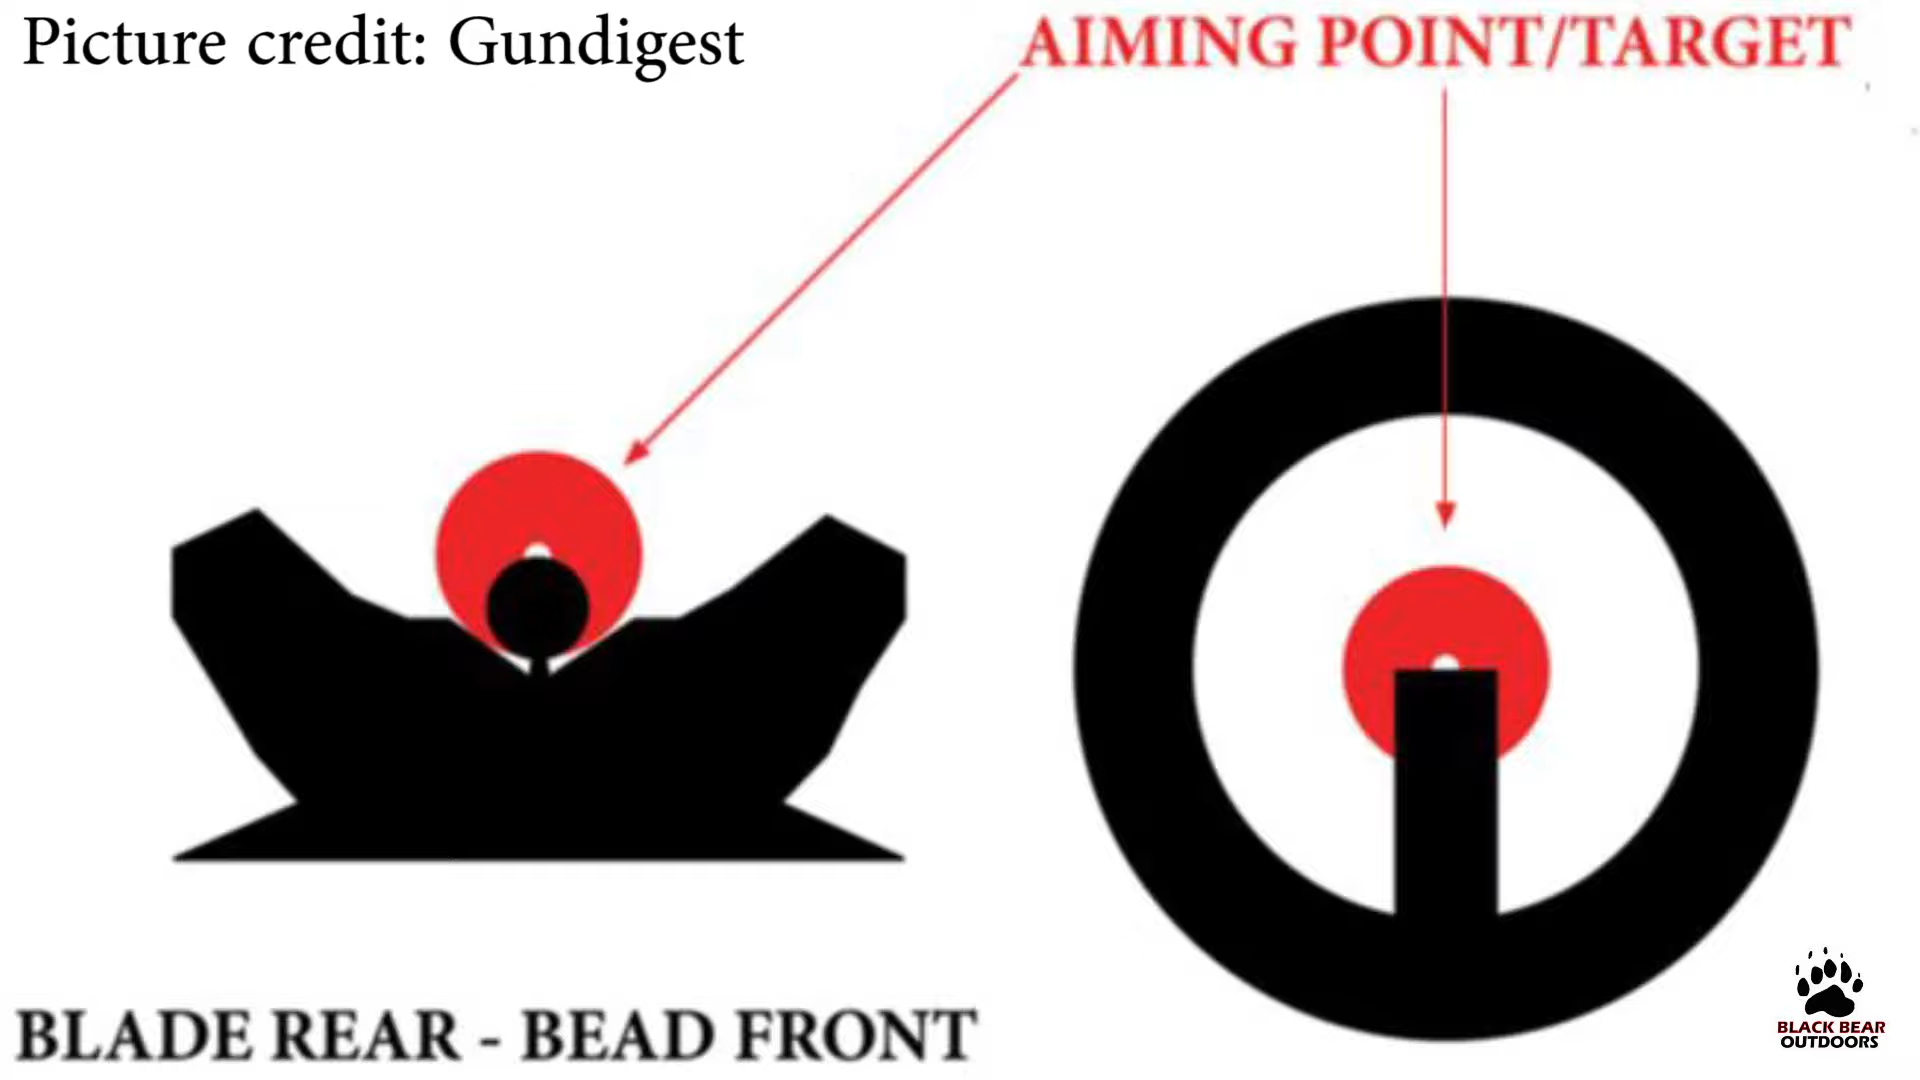 Picture credit: Gundigest
AIMING POINT/TARGET
BLADE REAR - BEAD FRONT
BLACK BEAR
OUTDOORS